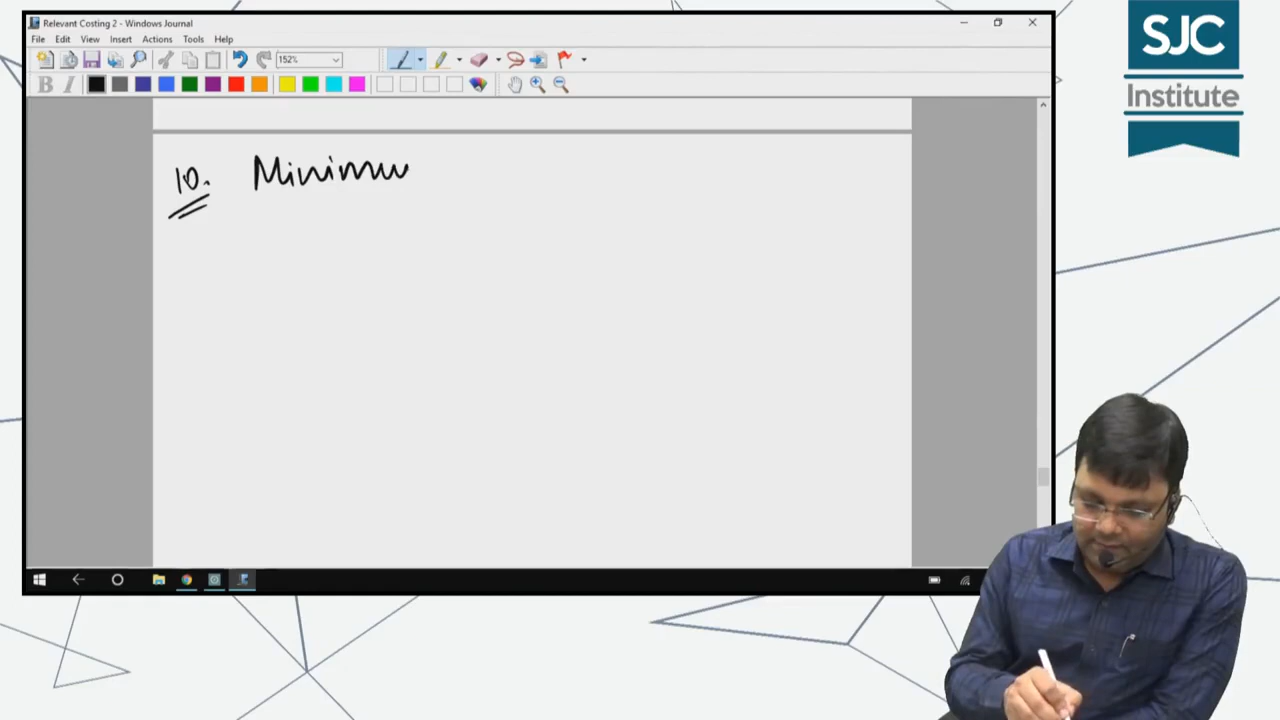 Relevant Costing 2 - Windows Journal
File Edit View Insert Actions Tools Help
152%
B I
10. Minimu
SJC
Institute